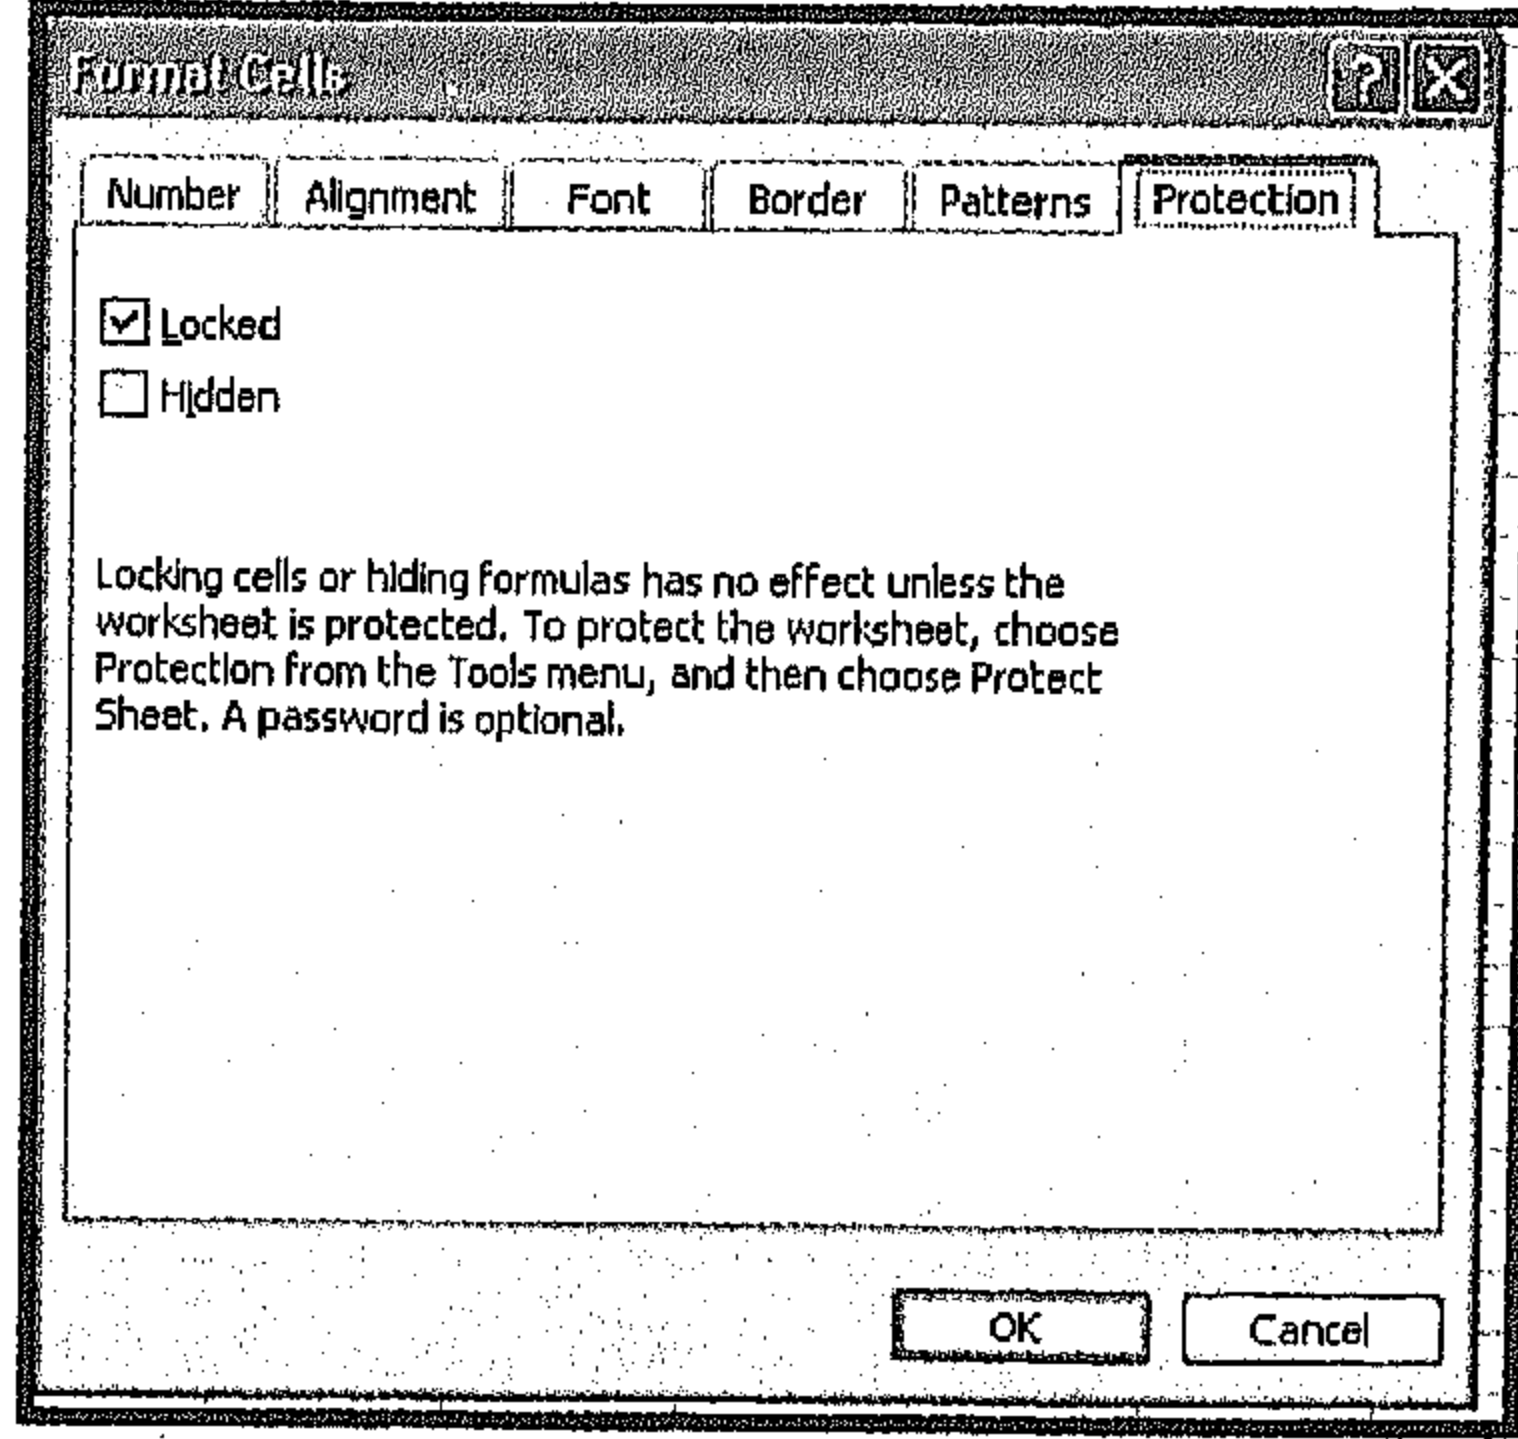 Format Cells
Number Alignment Font Border Patterns Protection
Locked
Hidden
Locking cells or hiding formulas has no effect unless the
worksheet is protected. To protect the worksheet, choose
Protection from the Tools menu, and then choose Protect
Sheet. A password is optional.
OK Cancel